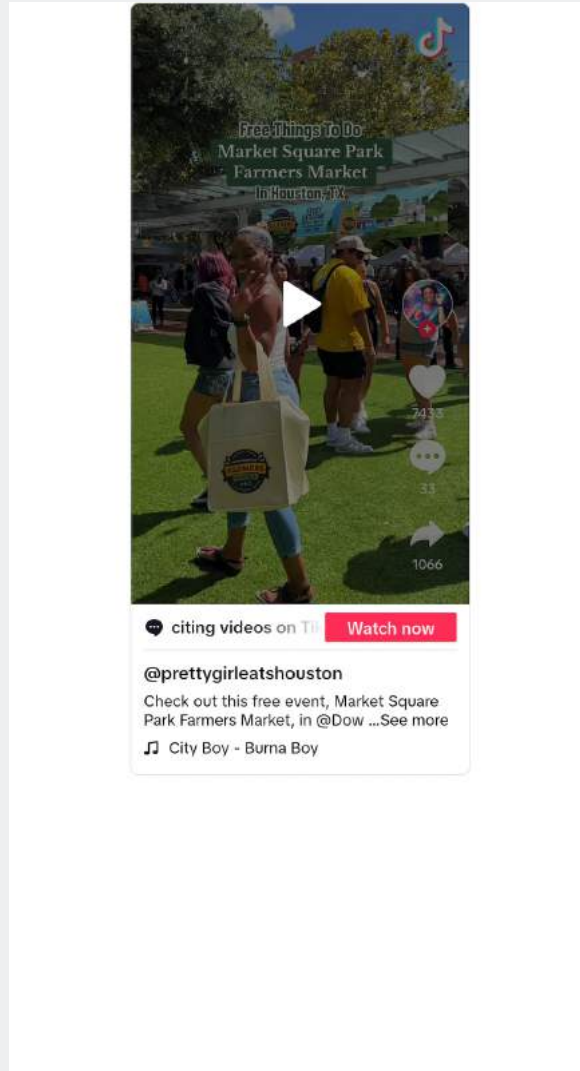 Free Things To Do
Market Square Park
Farmers Market
In Houston, TX
FARMERS
7433
33
1066
citing videos on Ti
Watch now
@prettygirleatshouston
Check out this free event, Market Square
Park Farmers Market, in @Dow ...See more
City Boy - Burna Boy